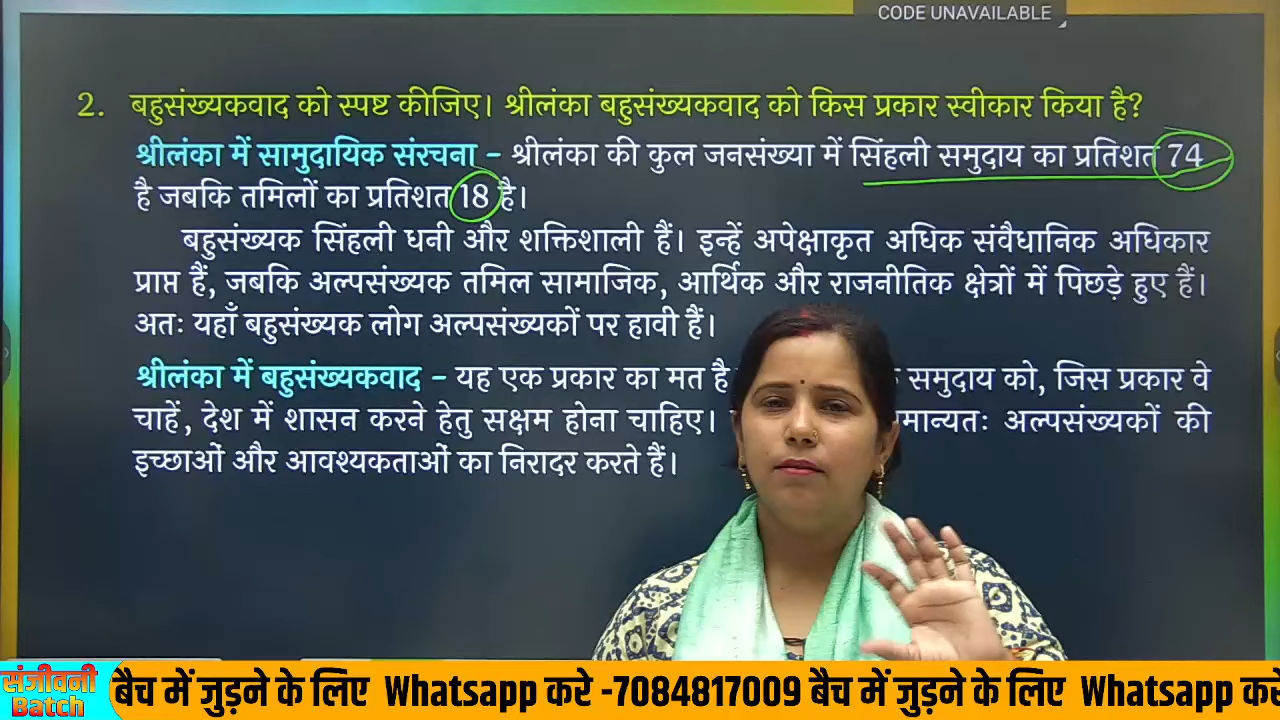 CODE UNAVAILABLE
2. बहुसंख्यकवाद को स्पष्ट कीजिए। श्रीलंका बहुसंख्यकवाद को किस प्रकार स्वीकार किया है?
श्रीलंका में सामुदायिक संरचना – श्रीलंका की कुल जनसंख्या में सिंहली समुदाय का प्रतिशत 74
है जबकि तमिलों का प्रतिशत 18 है।
बहुसंख्यक सिंहली धनी और शक्तिशाली हैं। इन्हें अपेक्षाकृत अधिक संवैधानिक अधिकार
प्राप्त हैं, जबकि अल्पसंख्यक तमिल सामाजिक, आर्थिक और राजनीतिक क्षेत्रों में पिछड़े हुए हैं।
अतः यहाँ बहुसंख्यक लोग अल्पसंख्यकों पर हावी हैं।
श्रीलंका में बहुसंख्यकवाद – यह एक प्रकार का मत है समुदाय को, जिस प्रकार वे
चाहें, देश में शासन करने हेतु सक्षम होना चाहिए। अल्पसंख्यकों की
इच्छाओं और आवश्यकताओं का निरादर करते हैं।
संजीवनी
Batch
बैच में जुड़ने के लिए Whatsapp करे -7084817009 बैच में जुड़ने के लिए Whatsapp करे